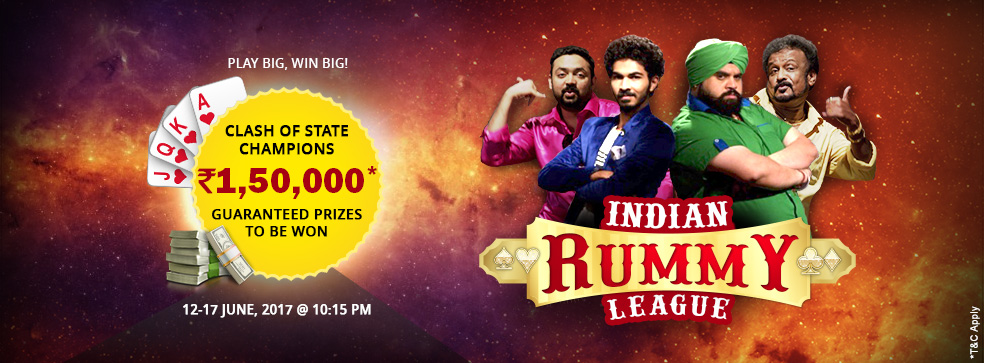 PLAY BIG, WIN BIG!
A
K
Q
J
CLASH OF STATE
CHAMPIONS
₹1,50,000*
GUARANTEED PRIZES
TO BE WON
12-17 JUNE, 2017 @ 10:15 PM
INDIAN
RUMMY
LEAGUE
*T&C Apply